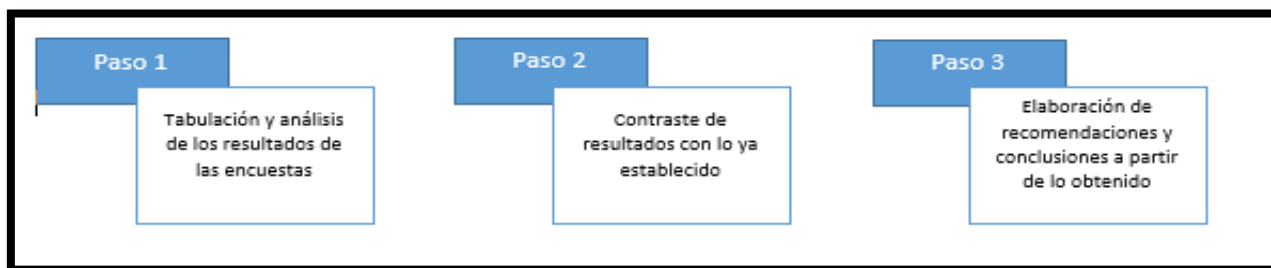 Paso 1
Tabulación y análisis
de los resultados de
las encuestas
Paso 2
Contraste de
resultados con lo ya
establecido
Paso 3
Elaboración de
recomendaciones y
conclusiones a partir
de lo obtenido